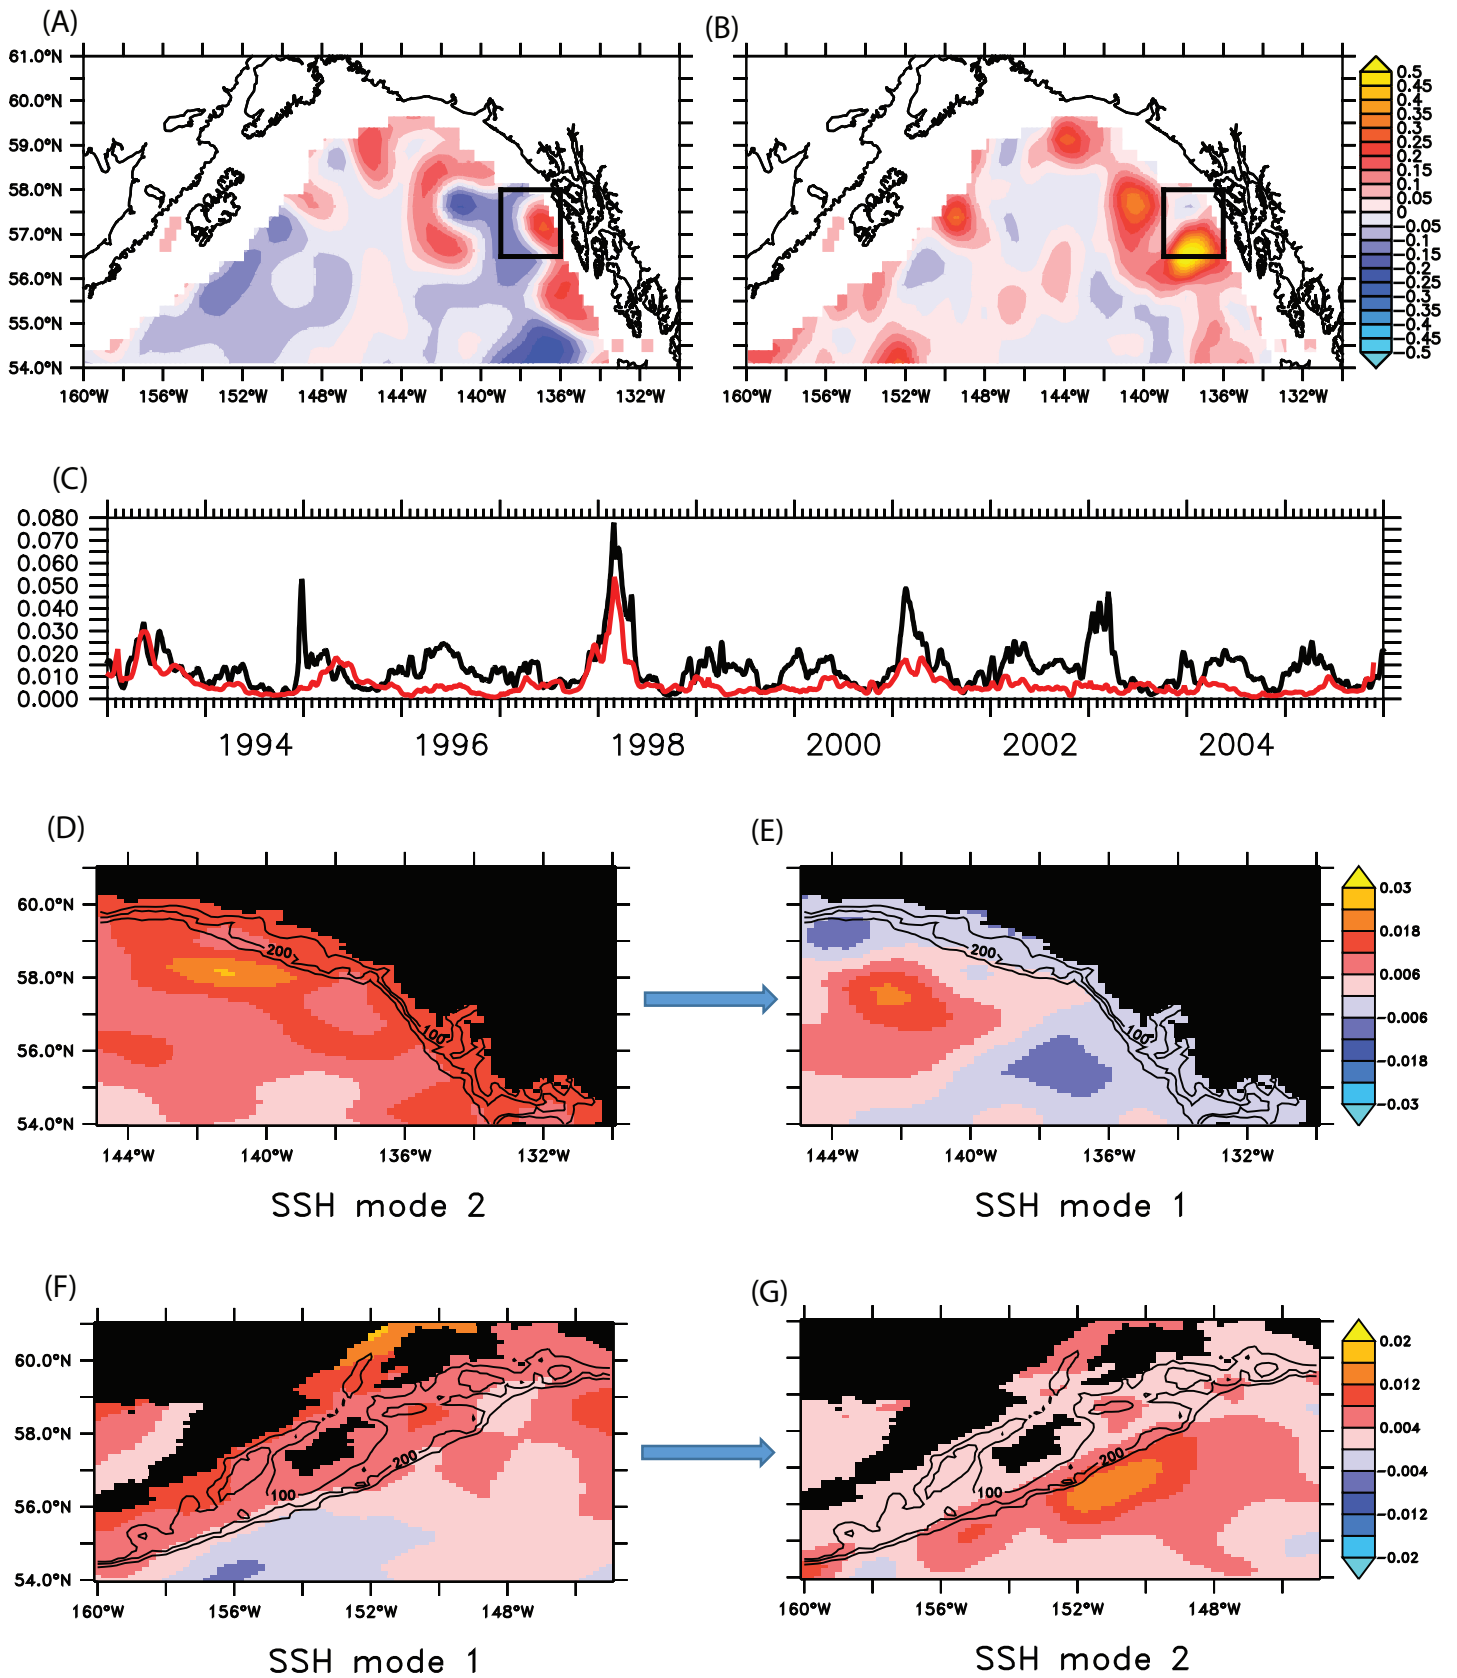 (A)
(B)
61.0°N
60.0°N
59.0°N
58.0°N
57.0°N
56.0°N
55.0°N
54.0°N
160°W 156°W 152°W 148°W 144°W 140°W 136°W 132°W
160°W 156°W 152°W 148°W 144°W 140°W 136°W 132°W
0.5
0.45
0.4
0.35
0.3
0.25
0.2
0.15
0.1
0.05
0
-0.05
-0.1
-0.15
-0.2
-0.25
-0.3
-0.35
-0.4
-0.45
-0.5
(C)
0.080
0.070
0.060
0.050
0.040
0.030
0.020
0.010
0.000
1994 1996 1998 2000 2002 2004
(D)
(E)
60.0°N
58.0°N
56.0°N
54.0°N
200
100
200
100
144°W 140°W 136°W 132°W
144°W 140°W 136°W 132°W
0.03
0.018
0.006
-0.006
-0.018
-0.03
SSH mode 2
SSH mode 1
(F)
(G)
60.0°N
58.0°N
56.0°N
54.0°N
200
100
200
100
160°W 156°W 152°W 148°W
160°W 156°W 152°W 148°W
0.02
0.012
0.004
-0.004
-0.012
-0.02
SSH mode 1
SSH mode 2